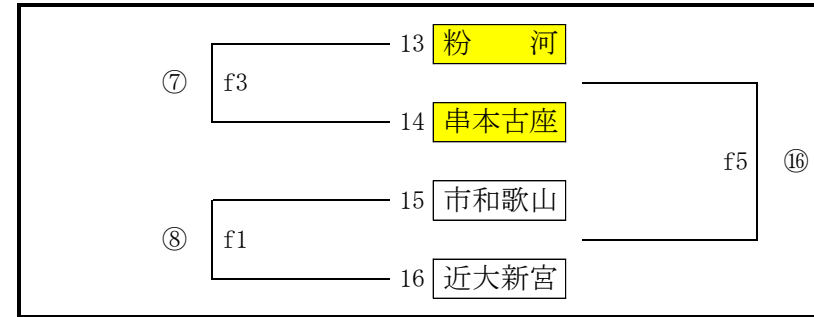 13 粉　河
⑦ f3
14 串本古座
f5 ⑯
15 市和歌山
⑧ f1
16 近大新宮